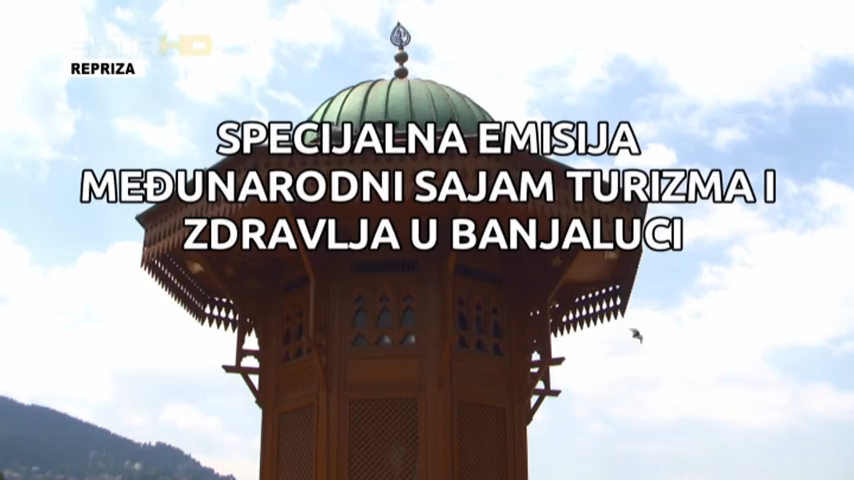 REPRIZA
SPECIJALNA EMISIJA
MEĐUNARODNI SAJAM TURIZMA I
ZDRAVLJA U BANJALUCI